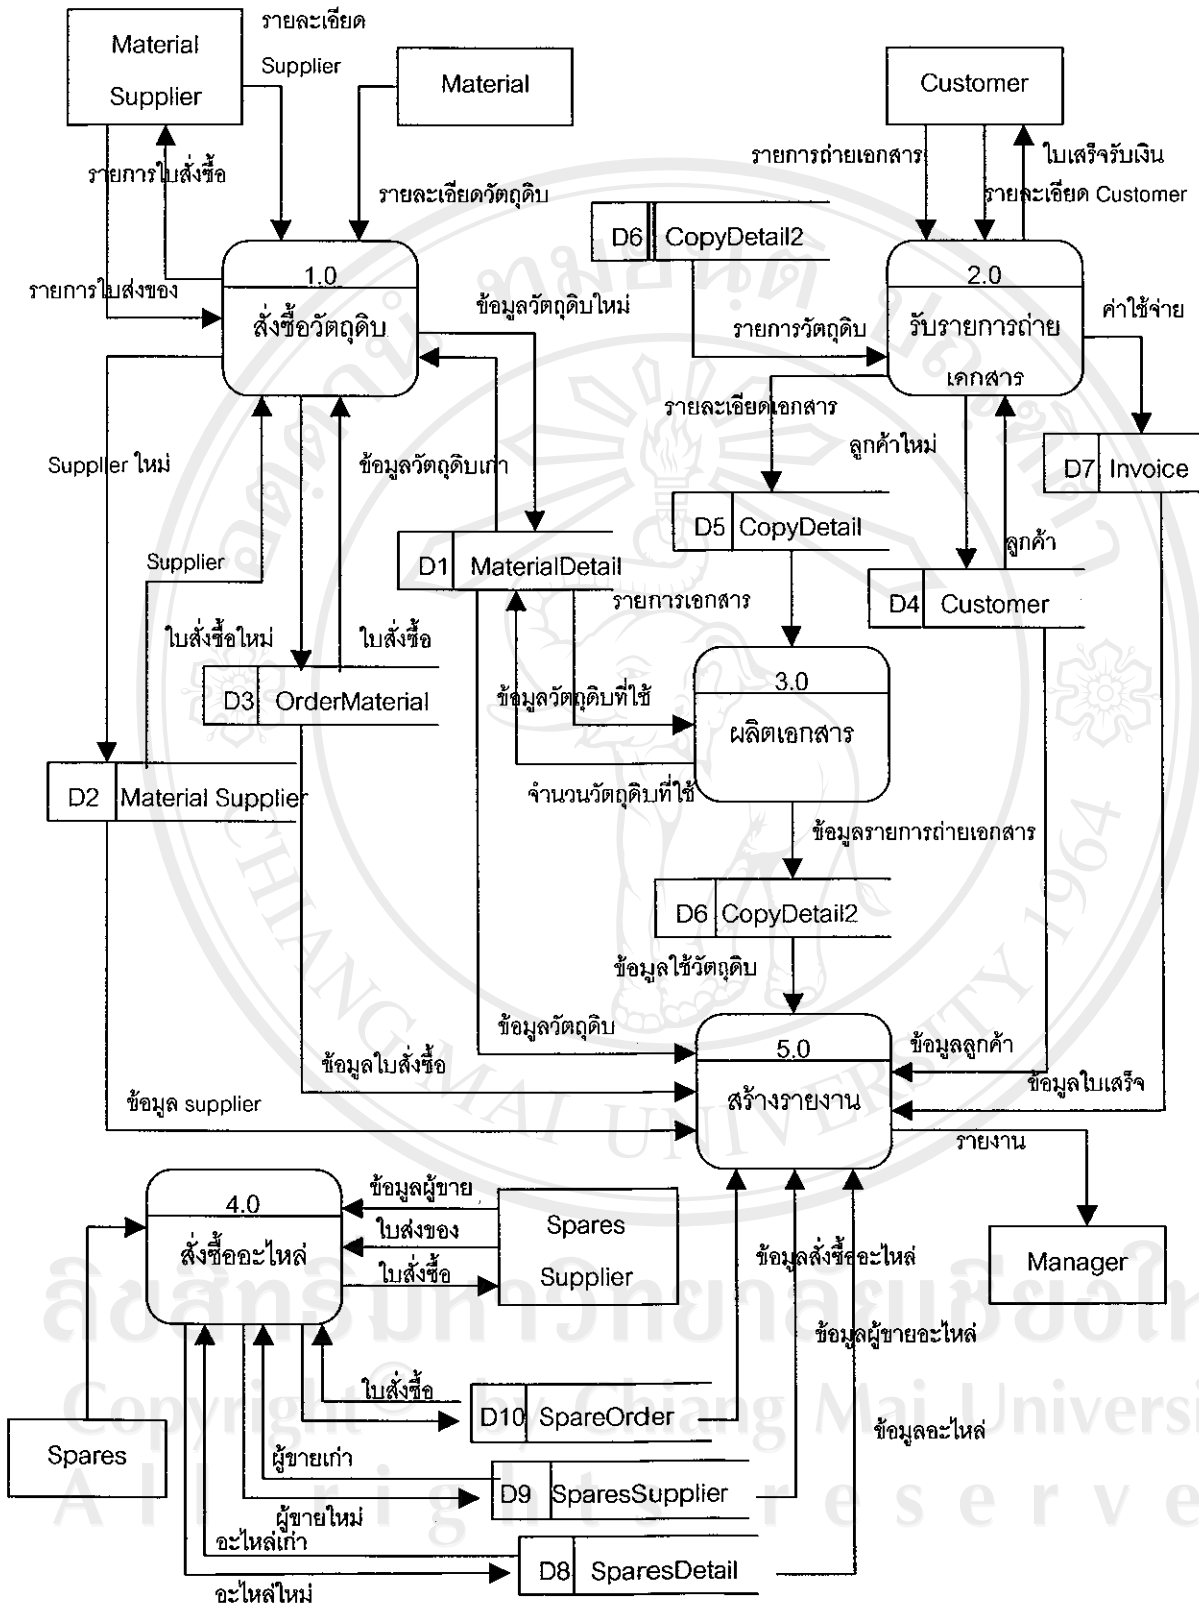 Material
Supplier
รายละเอียด
Supplier
Material
Customer
รายการใบสั่งซื้อ
รายละเอียดวัตถุดิบ
รายการถ่ายเอกสาร
ใบเสร็จรับเงิน
รายละเอียด Customer
D6 CopyDetail2
รายการใบส่งของ
1.0
สั่งซื้อวัตถุดิบ
ข้อมูลวัตถุดิบใหม่
รายการวัตถุดิบ
2.0
รับรายการถ่าย
เอกสาร
ค่าใช้จ่าย
รายละเอียดเอกสาร
ลูกค้าใหม่
Supplier ใหม่
ข้อมูลวัตถุดิบเก่า
D7 Invoice
D5 CopyDetail
ลูกค้า
Supplier
D1 MaterialDetail
รายการเอกสาร
D4 Customer
ใบสั่งซื้อใหม่
ใบสั่งซื้อ
D3 OrderMaterial
ข้อมูลวัตถุดิบที่ใช้
3.0
ผลิตเอกสาร
D2 Material Supplier
จำนวนวัตถุดิบที่ใช้
ข้อมูลรายการถ่ายเอกสาร
D6 CopyDetail2
ข้อมูลใช้วัตถุดิบ
ข้อมูลวัตถุดิบ
5.0
สร้างรายงาน
ข้อมูลลูกค้า
ข้อมูลใบสั่งซื้อ
ข้อมูลใบเสร็จ
ข้อมูล supplier
รายงาน
4.0
สั่งซื้ออะไหล่
ข้อมูลผู้ขาย
ใบส่งของ
ใบสั่งซื้อ
Spares
Supplier
ข้อมูลสั่งซื้ออะไหล่
Manager
ข้อมูลผู้ขายอะไหล่
ใบสั่งซื้อ
D10 SpareOrder
ข้อมูลอะไหล่
Spares
ผู้ขายเก่า
D9 SparesSupplier
ผู้ขายใหม่
อะไหล่เก่า
D8 SparesDetail
อะไหล่ใหม่
CHIANG MAI UNIVERSITY 1964
Copyright © by Chiang Mai Universi
All rights reserve